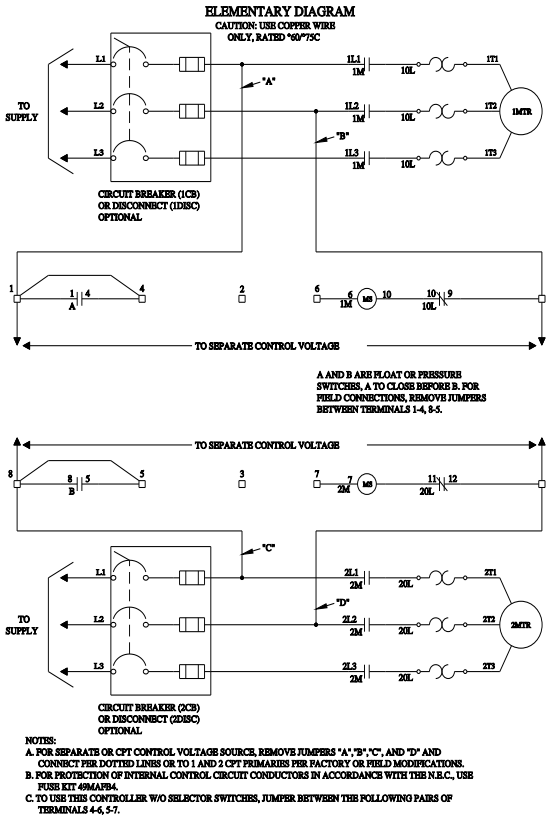 ELEMENTARY DIAGRAM
CAUTION: USE COPPER WIRE
ONLY, RATED °60/°75C
L1
1L1
1M
10L
1T1
"A"
TO
SUPPLY
L2
1L2
1M
10L
1T2
1MTR
"B"
L3
1L3
1M
10L
1T3
CIRCUIT BREAKER (1CB)
OR DISCONNECT (1DISC)
OPTIONAL
1
1 4
A
4
2
6
6
1M
MS
10
10 9
10L
TO SEPARATE CONTROL VOLTAGE
A AND B ARE FLOAT OR PRESSURE
SWITCHES, A TO CLOSE BEFORE B. FOR
FIELD CONNECTIONS, REMOVE JUMPERS
BETWEEN TERMINALS 1-4, 8-5.
TO SEPARATE CONTROL VOLTAGE
8
8 5
B
5
3
7
7
2M
MS
11 12
20L
"C"
L1
2L1
2M
20L
2T1
"D"
TO
SUPPLY
L2
2L2
2M
20L
2T2
2MTR
L3
2L3
2M
20L
2T3
CIRCUIT BREAKER (2CB)
OR DISCONNECT (2DISC)
OPTIONAL
NOTES:
A. FOR SEPARATE OR CPT CONTROL VOLTAGE SOURCE, REMOVE JUMPERS "A","B","C", AND "D" AND
CONNECT PER DOTTED LINES OR TO 1 AND 2 CPT PRIMARIES PER FACTORY OR FIELD MODIFICATIONS.
B. FOR PROTECTION OF INTERNAL CONTROL CIRCUIT CONDUCTORS IN ACCORDANCE WITH THE N.E.C., USE
FUSE KIT 49MAFB4.
C. TO USE THIS CONTROLLER W/O SELECTOR SWITCHES, JUMPER BETWEEN THE FOLLOWING PAIRS OF
TERMINALS 4-6, 5-7.